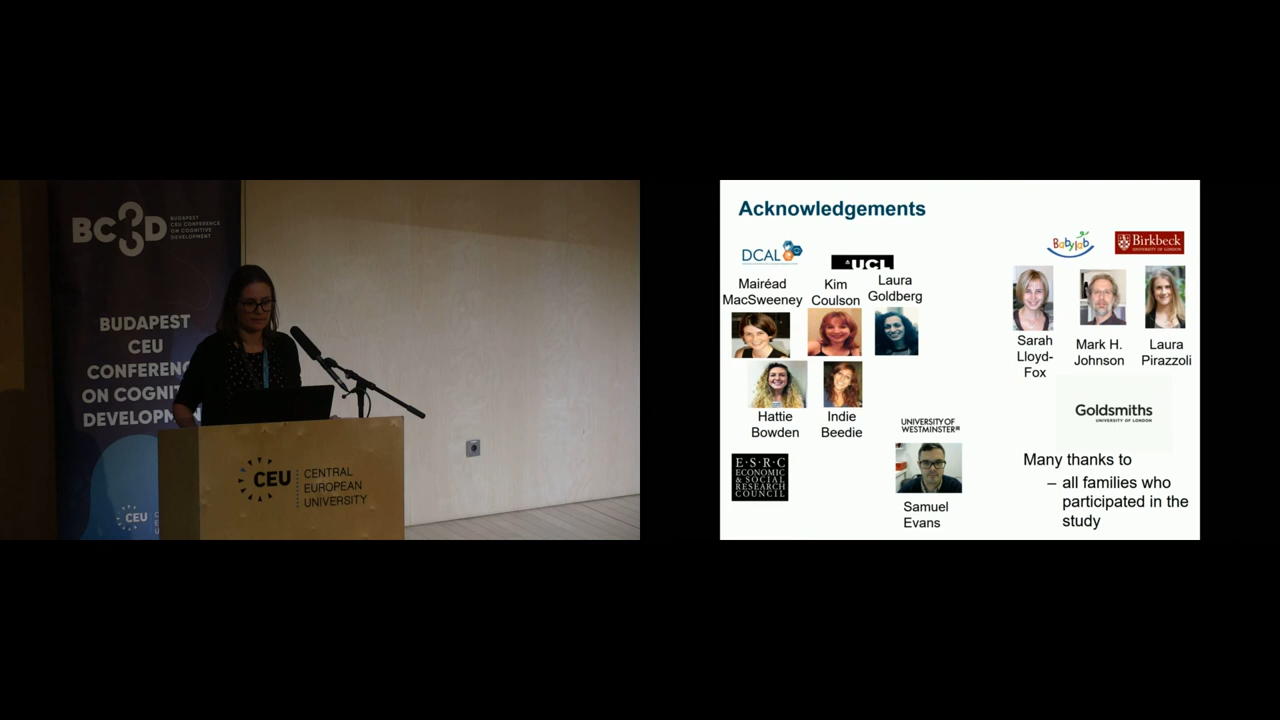 BC3D
BUDAPEST
CEU CONFERENCE
ON COGNITIVE
DEVELOPMENT
BUDAPEST
CEU
CONFERENC
ON COGNIT
DEVELOPM
CEU
CEU
CENTRAL
EUROPEAN
UNIVERSITY
Acknowledgements
DCAL
UCL
Mairéad
MacSweeney
Kim
Coulson
Laura
Goldberg
Hattie
Bowden
Indie
Beedie
E·S·R·C
ECONOMIC
& SOCIAL
RESEARCH
COUNCIL
UNIVERSITY OF
WESTMINSTER
Samuel
Evans
Babylab
Birkbeck
UNIVERSITY OF LONDON
Sarah
Lloyd-
Fox
Mark H.
Johnson
Laura
Pirazzoli
Goldsmiths
UNIVERSITY OF LONDON
Many thanks to
– all families who
participated in the
study